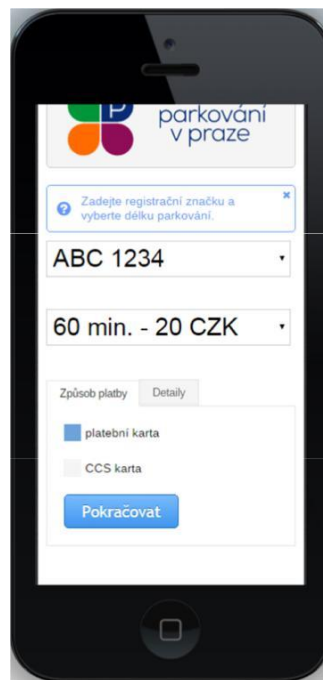 P
parkování
v praze
Zadejte registrační značku a
vyberte délku parkování.
ABC 1234
60 min. - 20 CZK
Způsob platby Detaily
platební karta
CCS karta
Pokračovat